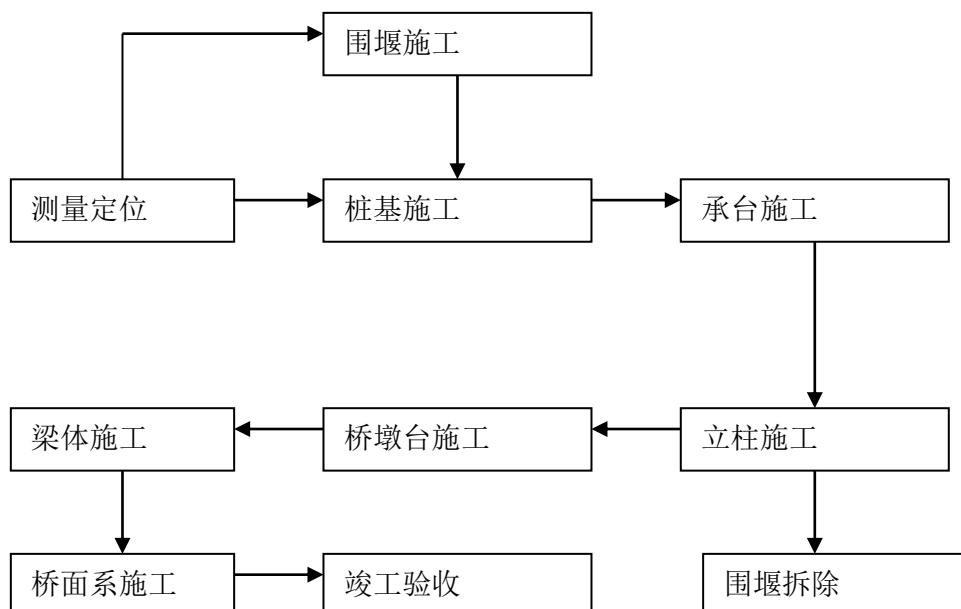 围堰施工
测量定位
桩基施工
承台施工
梁体施工
桥墩台施工
立柱施工
桥面系施工
竣工验收
围堰拆除